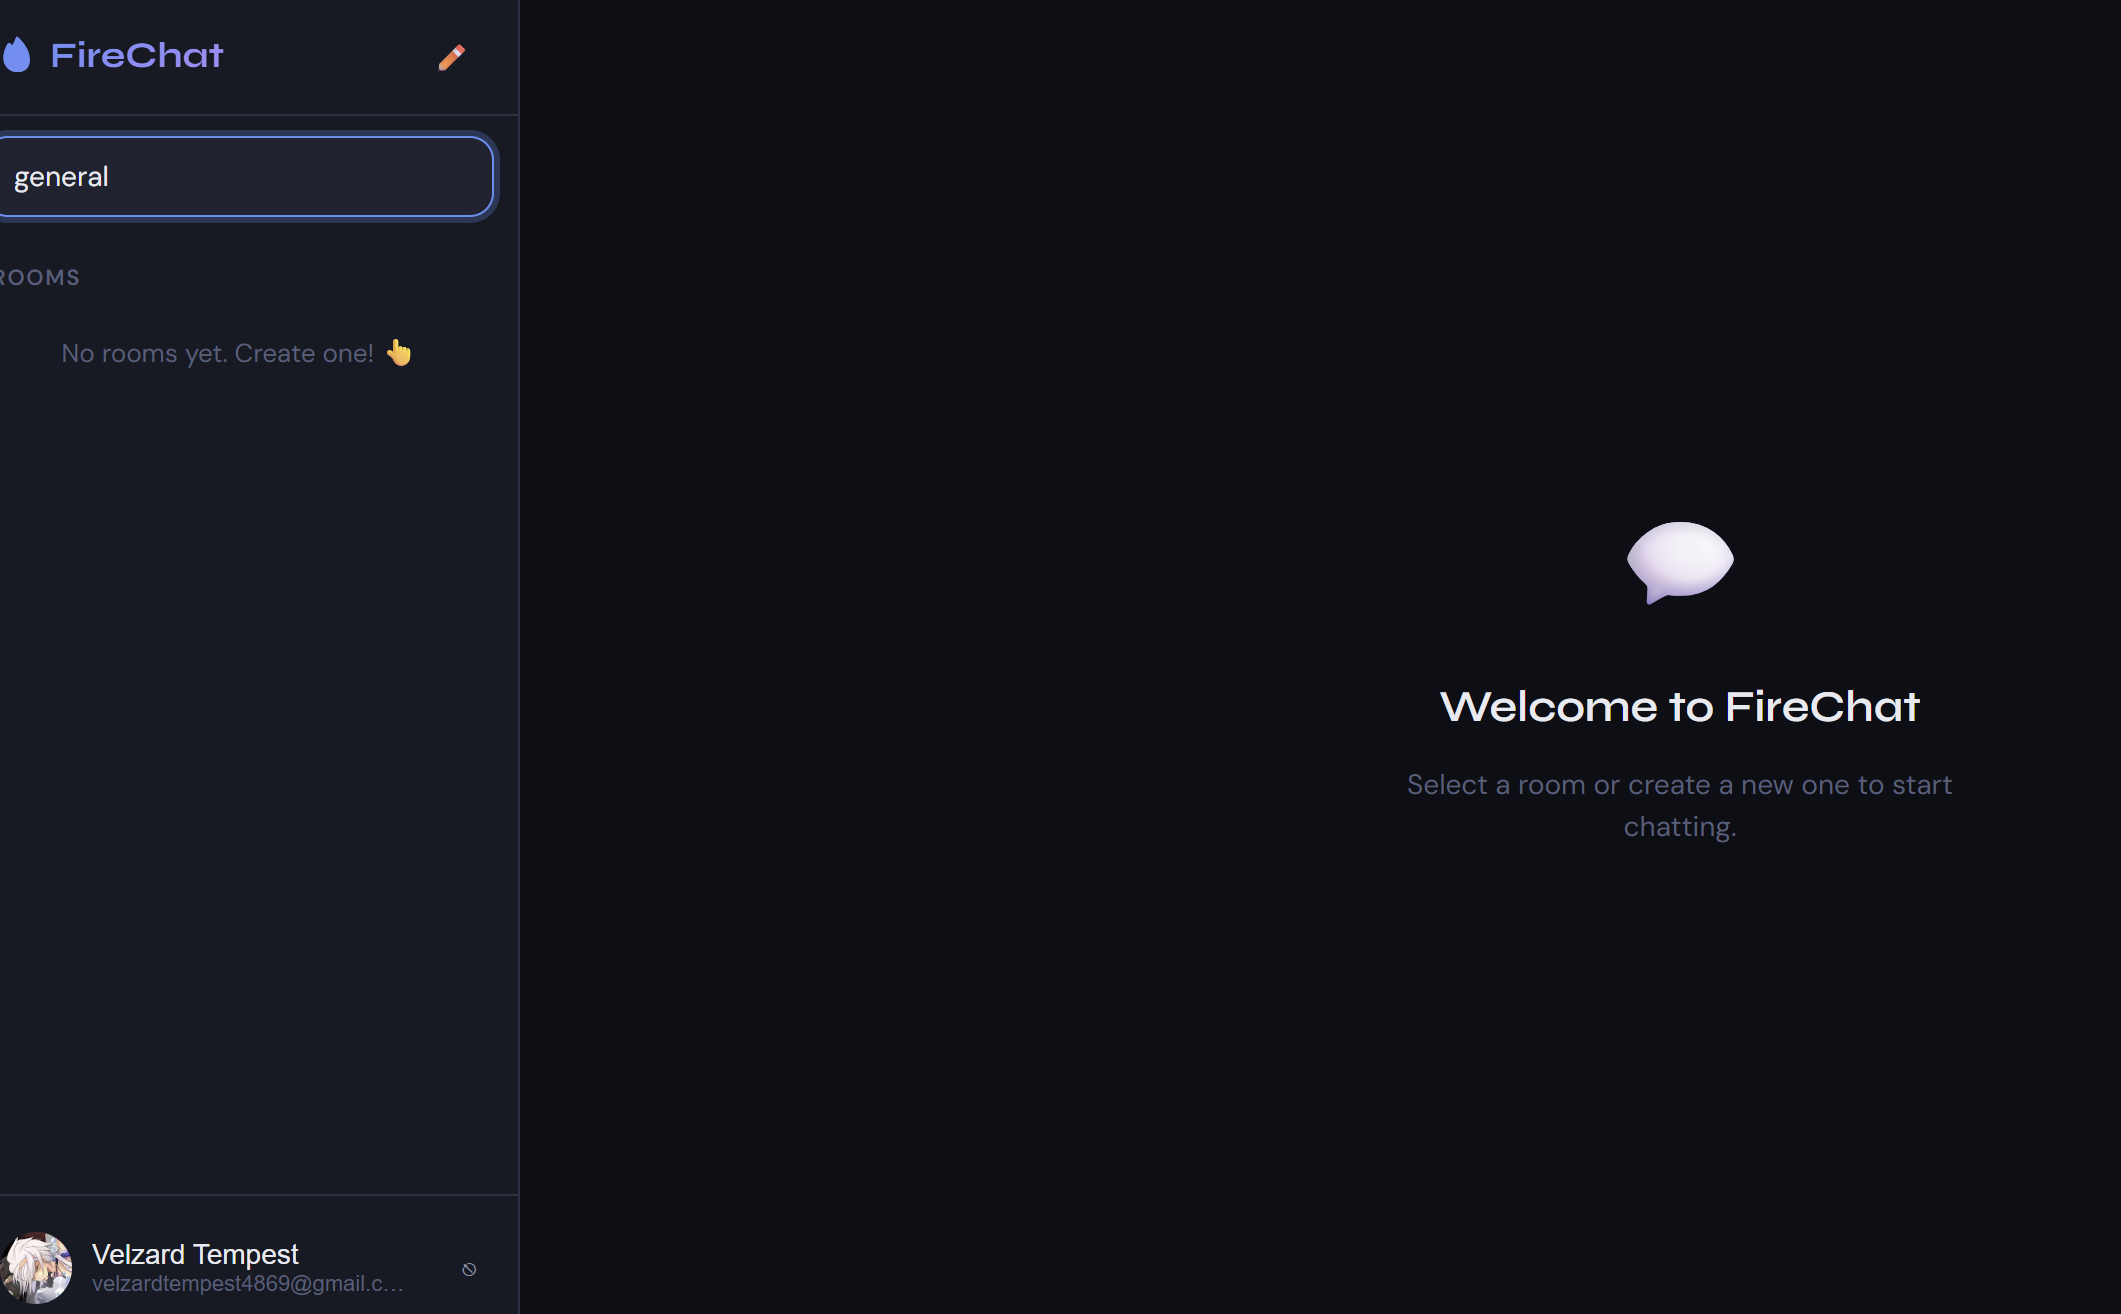 FireChat
general
ROOMS
No rooms yet. Create one! 👆
Welcome to FireChat
Select a room or create a new one to start
chatting.
Velzard Tempest
velzardtempest4869@gmail.c...